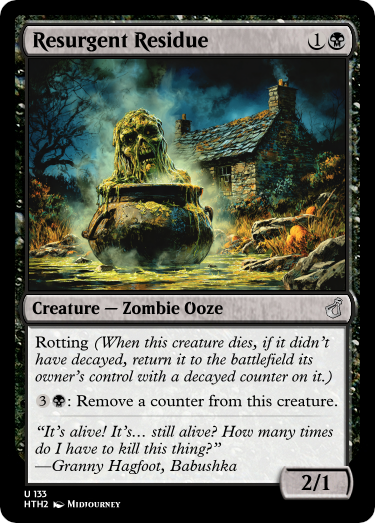 Resurgent Residue 1
Creature — Zombie Ooze
Rotting (When this creature dies, if it didn't
have decayed, return it to the battlefield its
owner's control with a decayed counter on it.)
3 : Remove a counter from this creature.
“It's alive! It's… still alive? How many times
do I have to kill this thing?”
—Granny Hagfoot, Babushka
2/1
U 133
HTH2 Midjourney